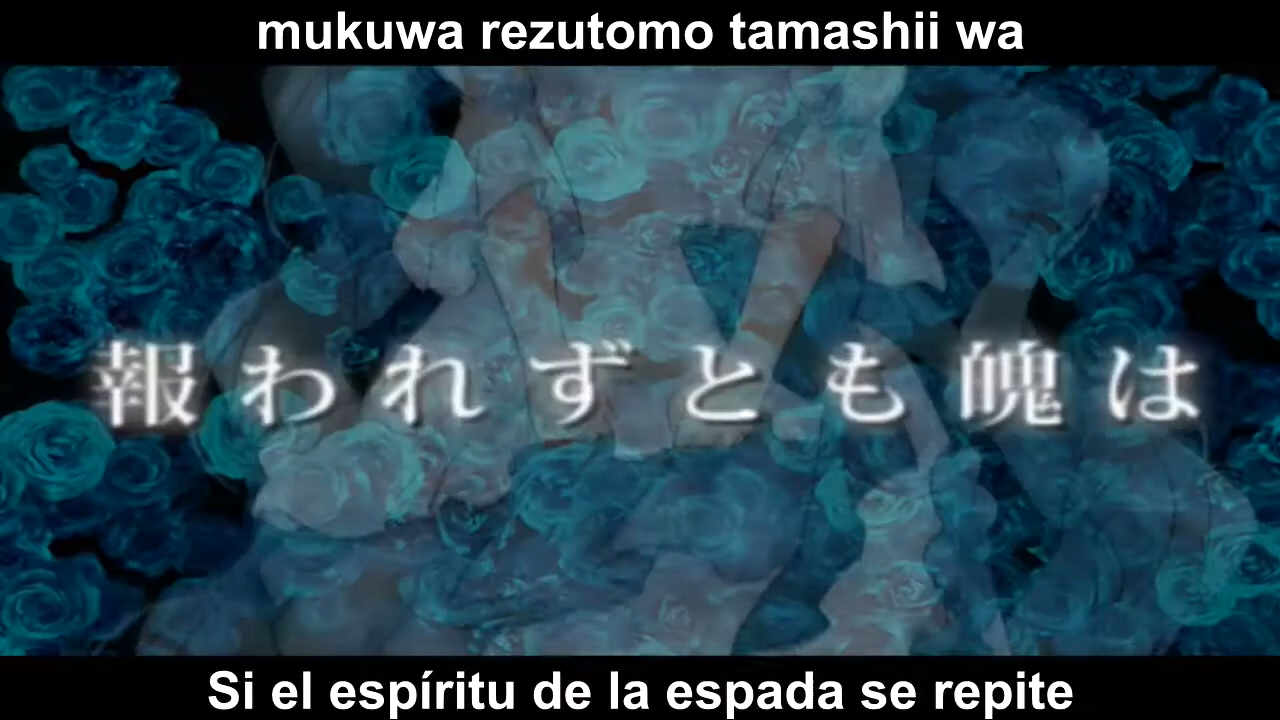 mukuwa rezutomo tamashii wa
報われずとも魄は
Si el espíritu de la espada se repite